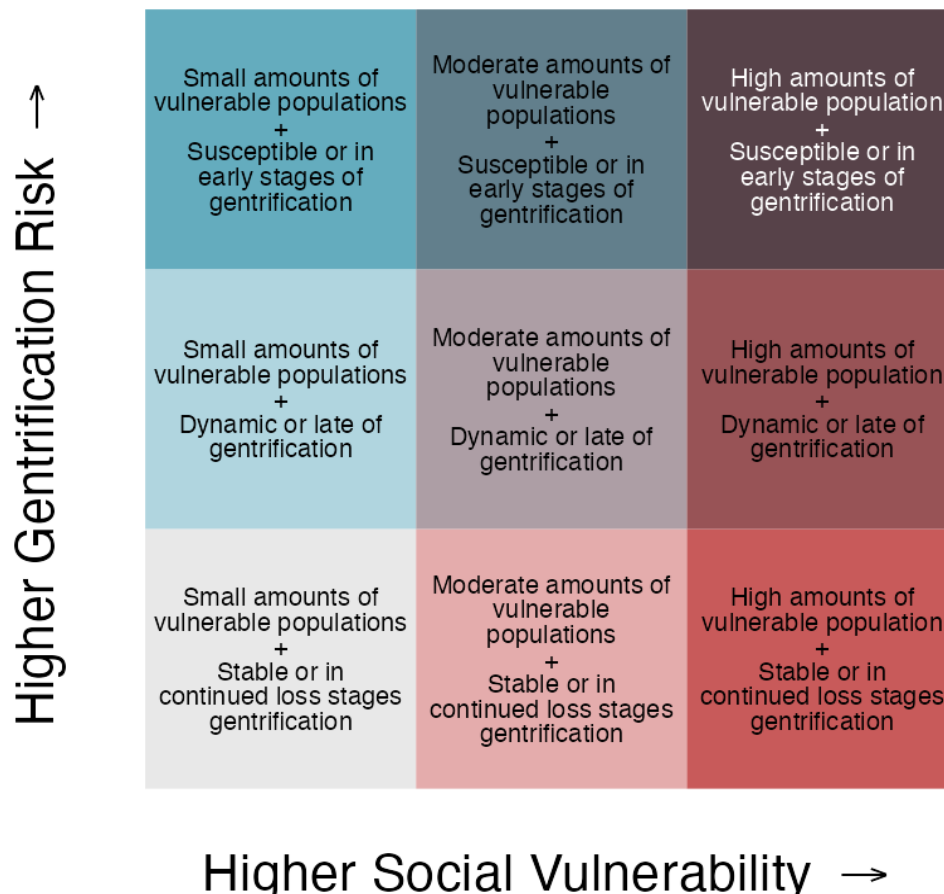 Higher Gentrification Risk →
Small amounts of
vulnerable populations
+
Susceptible or in
early stages of
gentrification
Moderate amounts of
vulnerable
populations
+
Susceptible or in
early stages of
gentrification
High amounts of
vulnerable population
+
Susceptible or in
early stages of
gentrification
Small amounts of
vulnerable populations
+
Dynamic or late of
gentrification
Moderate amounts of
vulnerable
populations
+
Dynamic or late of
gentrification
High amounts of
vulnerable population
+
Dynamic or late of
gentrification
Small amounts of
vulnerable populations
+
Stable or in
continued loss stages
gentrification
Moderate amounts of
vulnerable
populations
+
Stable or in
continued loss stages
gentrification
High amounts of
vulnerable population
+
Stable or in
continued loss stages
gentrification
Higher Social Vulnerability →